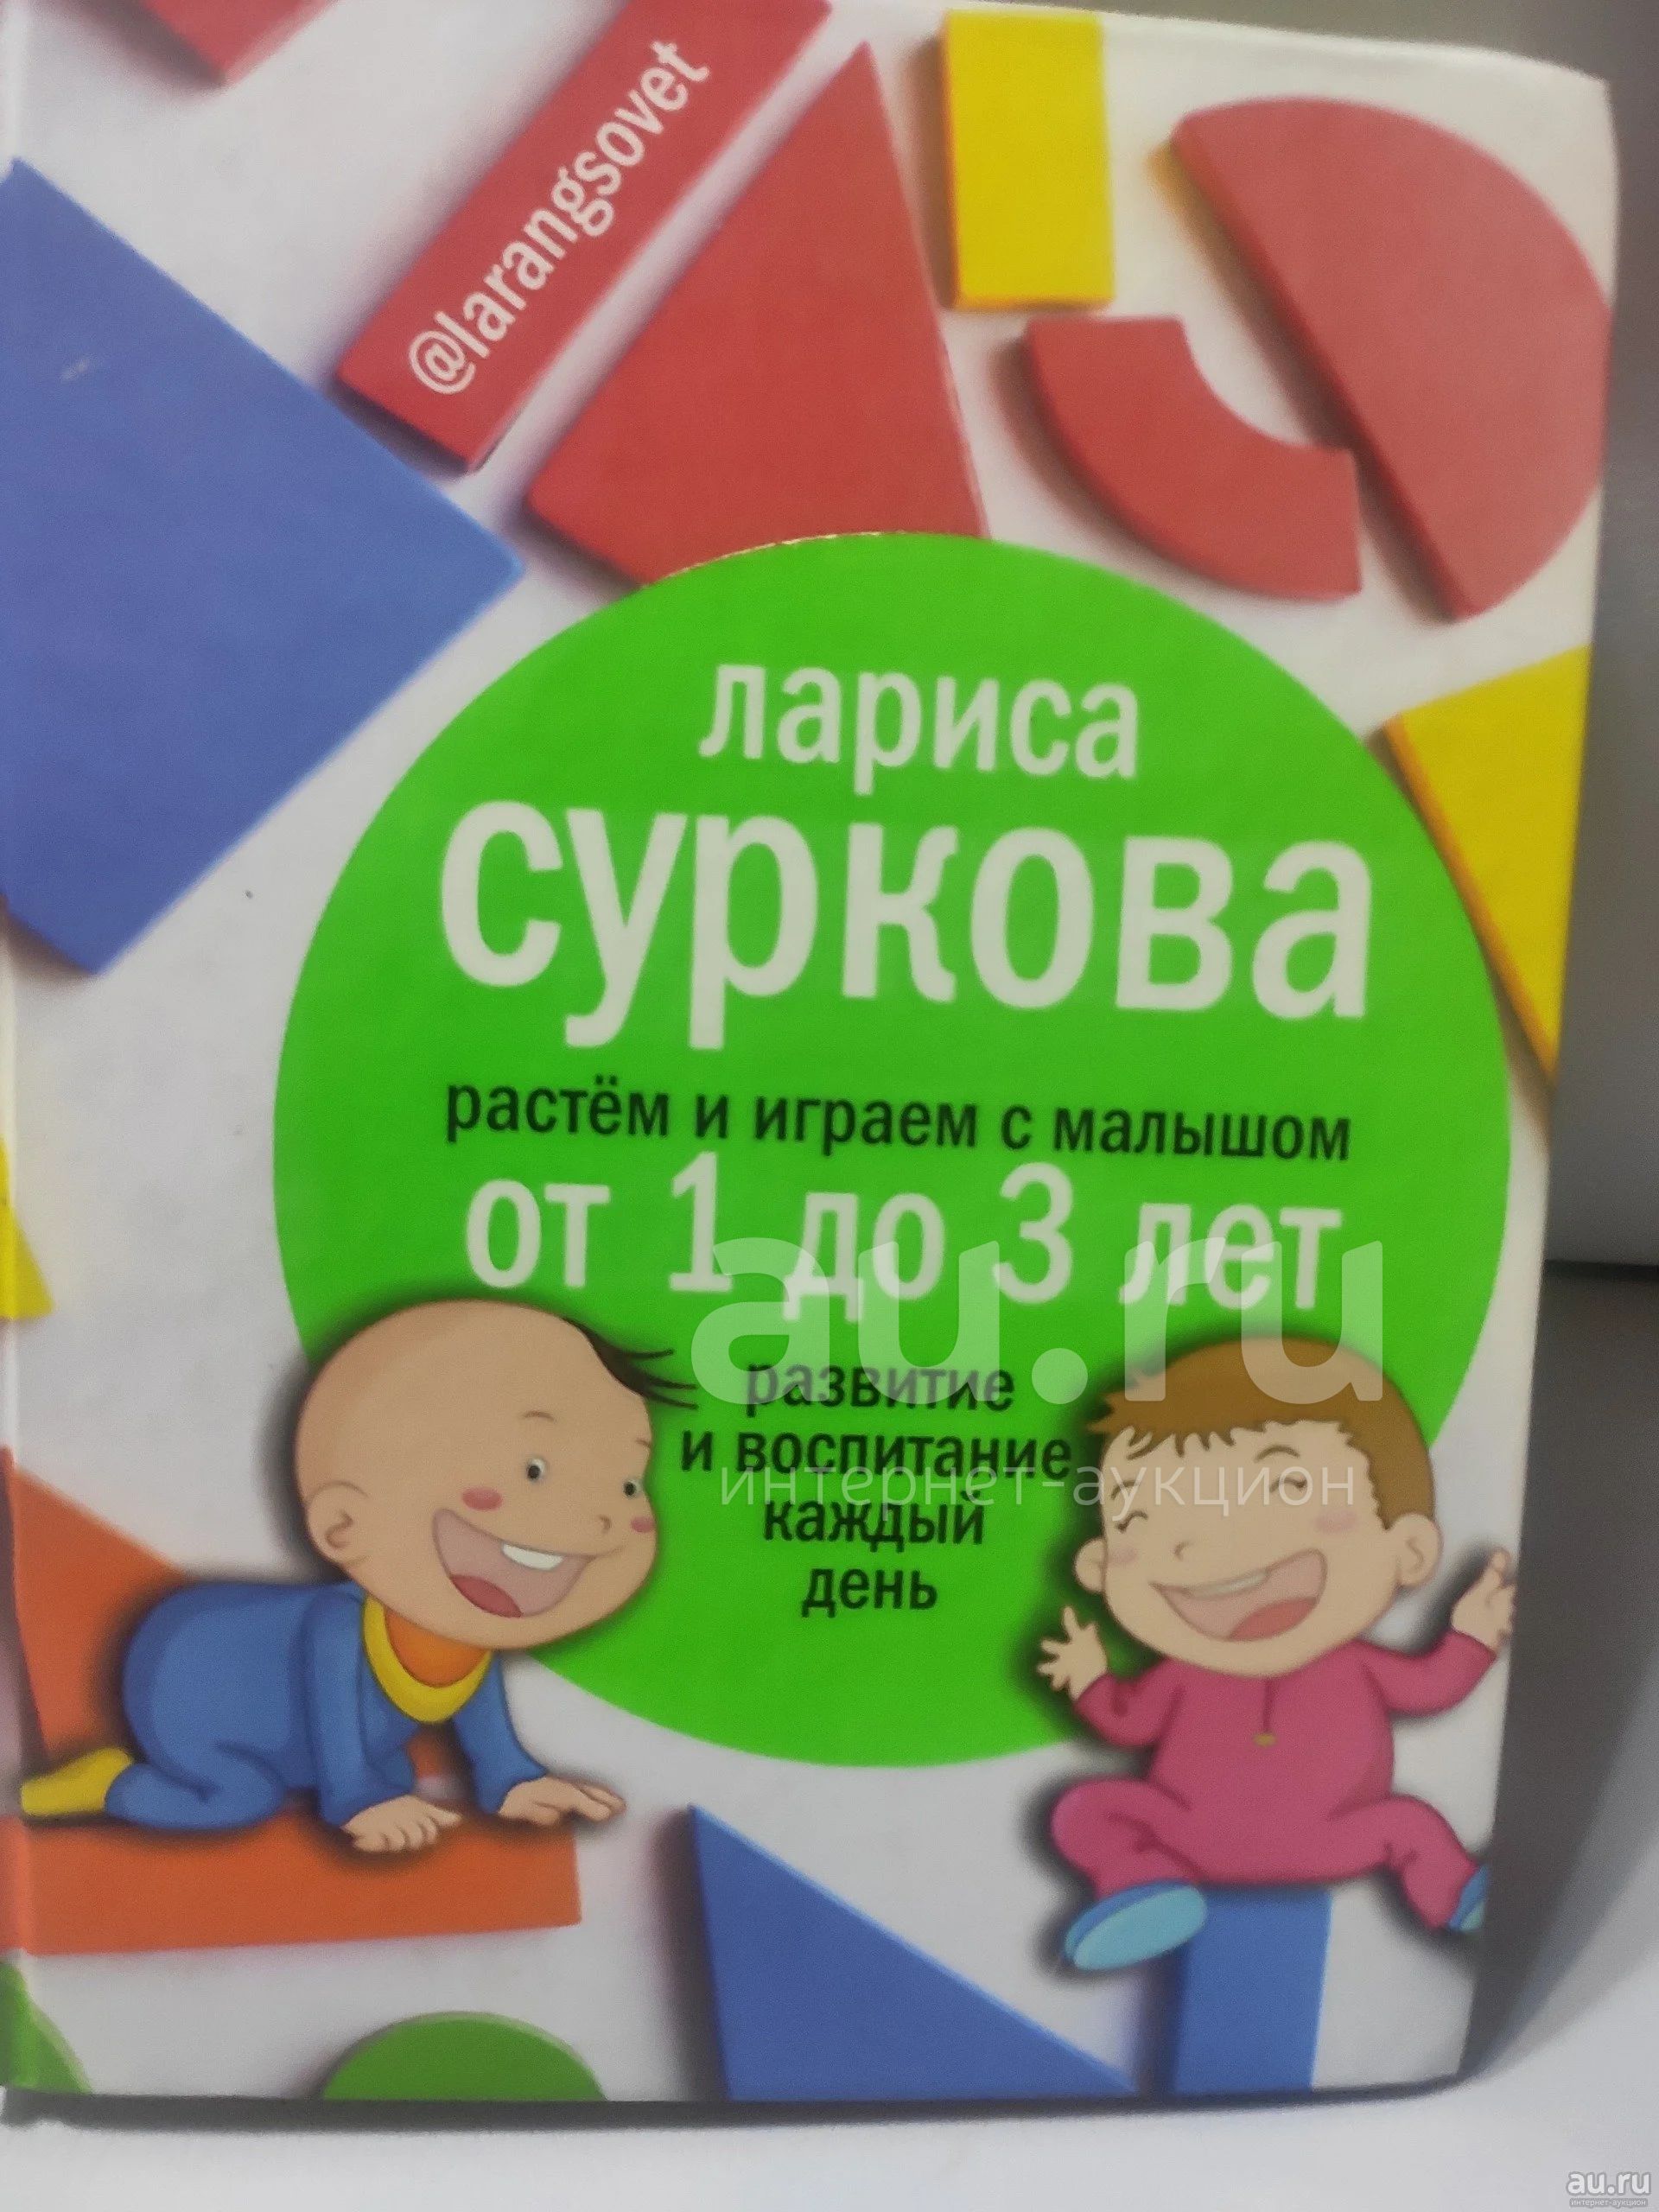 @larangsovet
лариса
суркова
растём и играем с малышом
от 1 до 3 лет
развитие
и воспитание
каждый
день
au.ru
интернет-аукцион
au.ru
интернет-аукцион